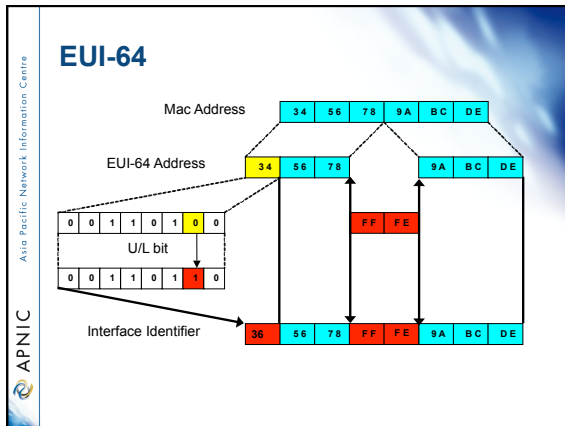 EUI-64
Mac Address 34 56 78 9A BC DE
EUI-64 Address 34 56 78 9A BC DE
FF FE
0 0 1 1 0 1 0 0
U/L bit
0 0 1 1 0 1 1 0
Interface Identifier 36 56 78 FF FE 9A BC DE
Asia Pacific Network Information Centre
APNIC